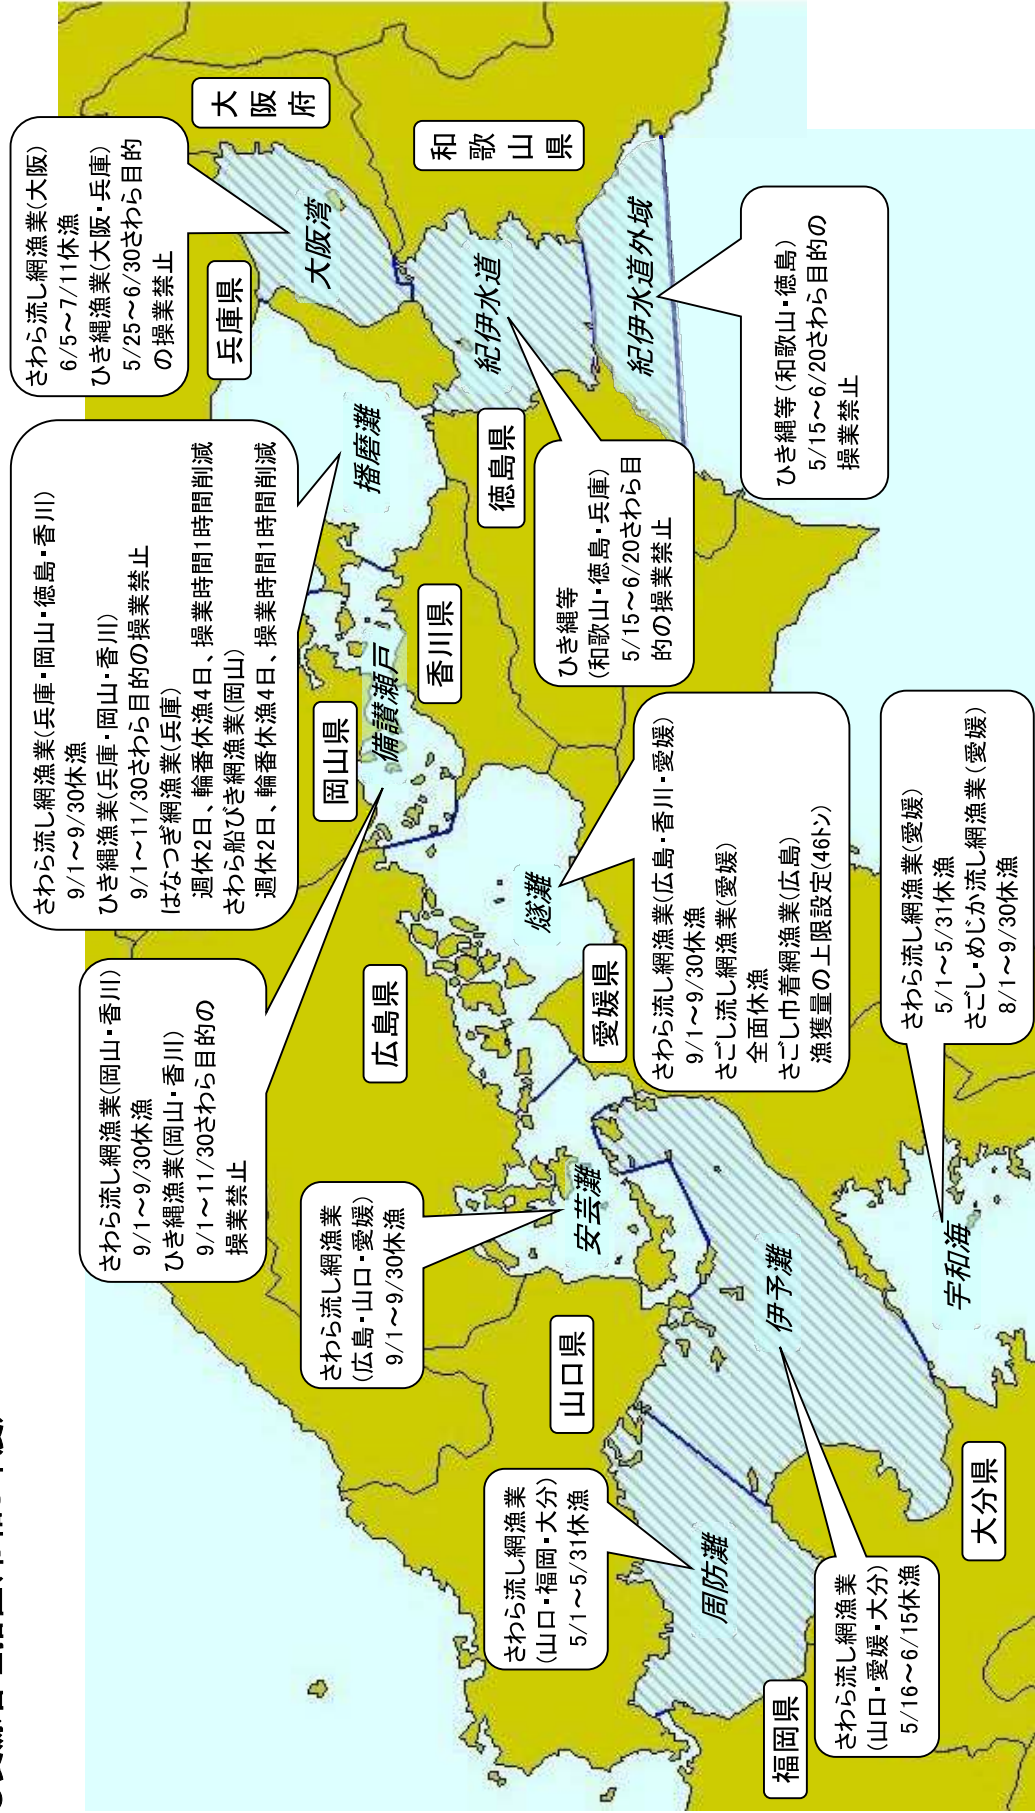 さわら流し網漁業(岡山・香川)
9/1～9/30休漁
ひき縄漁業(岡山・香川)
9/1～11/30さわら目的の
操業禁止
さわら流し網漁業(兵庫・岡山・徳島・香川)
9/1～9/30休漁
ひき縄漁業(兵庫・岡山・香川)
9/1～11/30さわら目的の操業禁止
はなつぎ網漁業(兵庫)
週休2日、輪番休漁4日、操業時間1時間削減
さわら船びき網漁業(岡山)
週休2日、輪番休漁4日、操業時間1時間削減
さわら流し網漁業(大阪)
6/5～7/11休漁
ひき縄漁業(大阪・兵庫)
5/25～6/30さわら目的
の操業禁止
兵庫県
大阪府
大阪湾
さわら流し網漁業
(広島・山口・愛媛)
9/1～9/30休漁
広島県
岡山県
備讃瀬戸
播磨灘
香川県
徳島県
和歌山県
紀伊水道
紀伊水道外域
さわら流し網漁業
(山口・福岡・大分)
5/1～5/31休漁
山口県
安芸灘
燧灘
愛媛県
ひき縄等
(和歌山・徳島・兵庫)
5/15～6/20さわら目
的の操業禁止
周防灘
伊予灘
さわら流し網漁業(広島・香川・愛媛)
9/1～9/30休漁
さごし流し網漁業(愛媛)
全面休漁
さごし巾着網漁業(広島)
漁獲量の上限設定(46トン)
ひき縄等(和歌山・徳島)
5/15～6/20さわら目的の
操業禁止
福岡県
さわら流し網漁業
(山口・愛媛・大分)
5/16～6/15休漁
大分県
宇和海
さわら流し網漁業(愛媛)
5/1～5/31休漁
さごし・めじか流し網漁業(愛媛)
8/1～9/30休漁